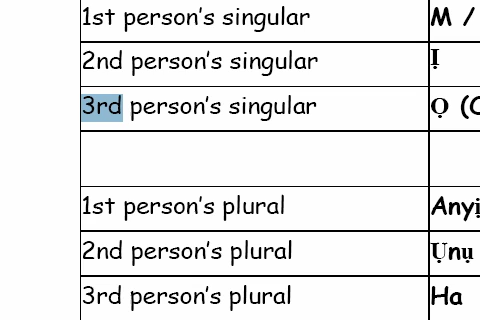 1st person's singular M /
2nd person's singular Ị
3rd person's singular Ọ (
1st person's plural Anyị
2nd person's plural Ụnụ
3rd person's plural Ha